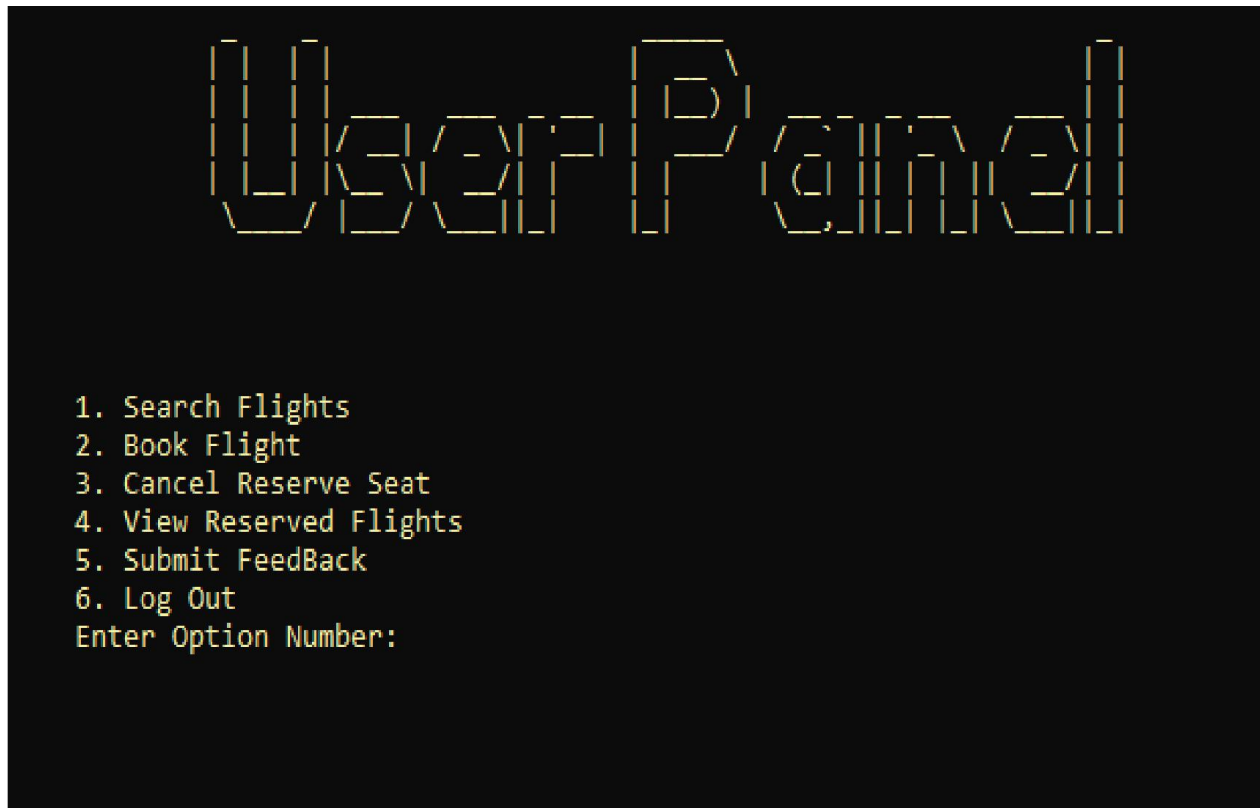 User Panel
1. Search Flights
2. Book Flight
3. Cancel Reserve Seat
4. View Reserved Flights
5. Submit FeedBack
6. Log Out
Enter Option Number: